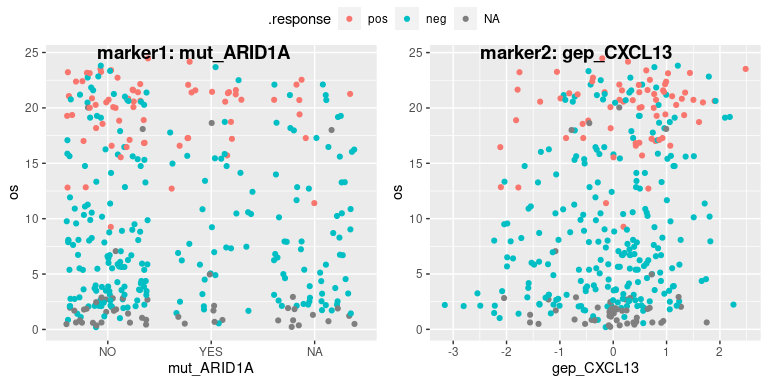 .response pos neg NA
marker1: mut_ARID1A
marker2: gep_CXCL13
os
25
20
15
10
5
0
NO YES NA
mut_ARID1A
os
25
20
15
10
5
0
-3 -2 -1 0 1 2
gep_CXCL13